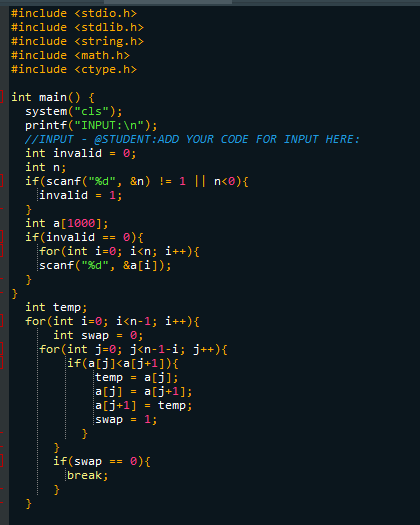 #include <stdio.h>
#include <stdlib.h>
#include <string.h>
#include <math.h>
#include <ctype.h>
int main() {
system("cls");
printf("INPUT:\n");
//INPUT - @STUDENT:ADD YOUR CODE FOR INPUT HERE:
int invalid = 0;
int n;
if(scanf("%d", &n) != 1 || n<0){
invalid = 1;
}
int a[1000];
if(invalid == 0){
for(int i=0; i<n; i++){
scanf("%d", &a[i]);
}
}
int temp;
for(int i=0; i<n-1; i++){
int swap = 0;
for(int j=0; j<n-1-i; j++){
if(a[j]<a[j+1]){
temp = a[j];
a[j] = a[j+1];
a[j+1] = temp;
swap = 1;
}
}
if(swap == 0){
break;
}
}